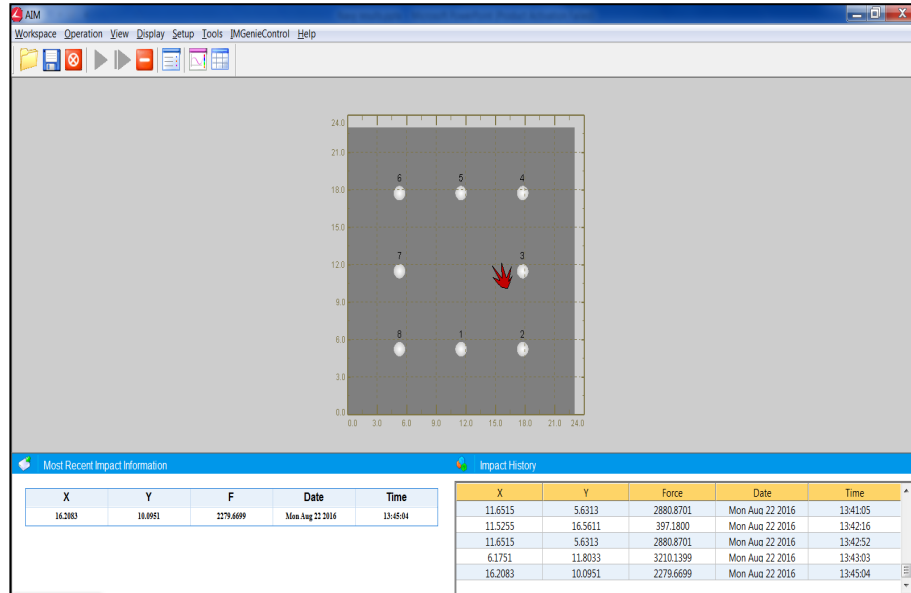 AIM
Workspace Operation View Display Setup Tools IMGenieControl Help
24.0
21.0
6 5 4
18.0
15.0
7 3
12.0
9.0
8 1 2
6.0
3.0
0.0
0.0 3.0 6.0 9.0 12.0 15.0 18.0 21.0 24.0
Most Recent Impact Information
X Y F Date Time
16.2083 10.0951 2279.6699 Mon Aug 22 2016 13:45:04
Impact History
X Y Force Date Time
11.6515 5.6313 2880.8701 Mon Aug 22 2016 13:41:05
11.5255 16.5611 397.1800 Mon Aug 22 2016 13:42:16
11.6515 5.6313 2880.8701 Mon Aug 22 2016 13:42:52
6.1751 11.8033 3210.1399 Mon Aug 22 2016 13:43:03
16.2083 10.0951 2279.6699 Mon Aug 22 2016 13:45:04